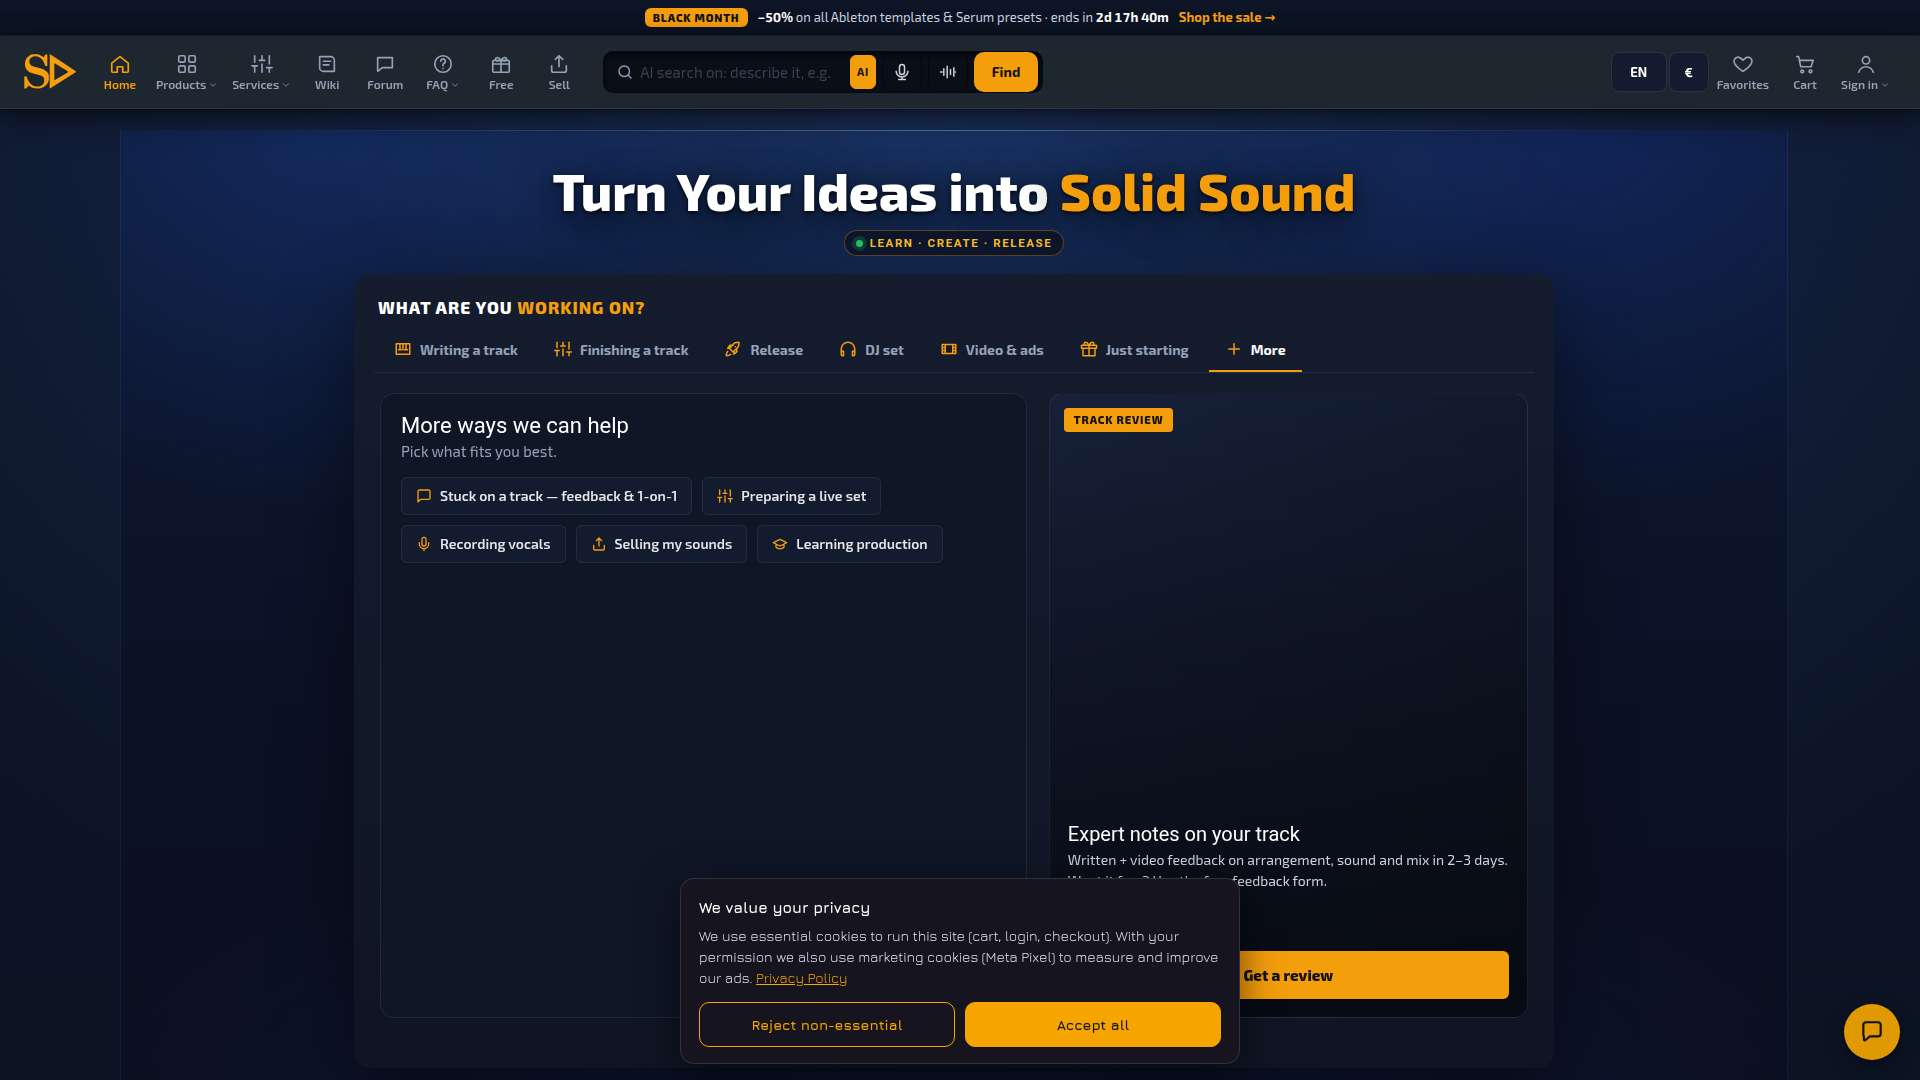 BLACK MONTH −50% on all Ableton templates & Serum presets · ends in 2d 17h 40m Shop the sale →
Home Products Services Wiki Forum FAQ Free Sell
AI search on: describe it, e.g. AI Find
EN € Favorites Cart Sign in
Turn Your Ideas into Solid Sound
LEARN · CREATE · RELEASE
WHAT ARE YOU WORKING ON?
Writing a track Finishing a track Release DJ set Video & ads Just starting More
More ways we can help
Pick what fits you best.
Stuck on a track — feedback & 1-on-1 Preparing a live set
Recording vocals Selling my sounds Learning production
TRACK REVIEW
Expert notes on your track
Written + video feedback on arrangement, sound and mix in 2–3 days.
feedback form.
Get a review
We value your privacy
We use essential cookies to run this site (cart, login, checkout). With your
permission we also use marketing cookies (Meta Pixel) to measure and improve
our ads. Privacy Policy
Reject non-essential Accept all